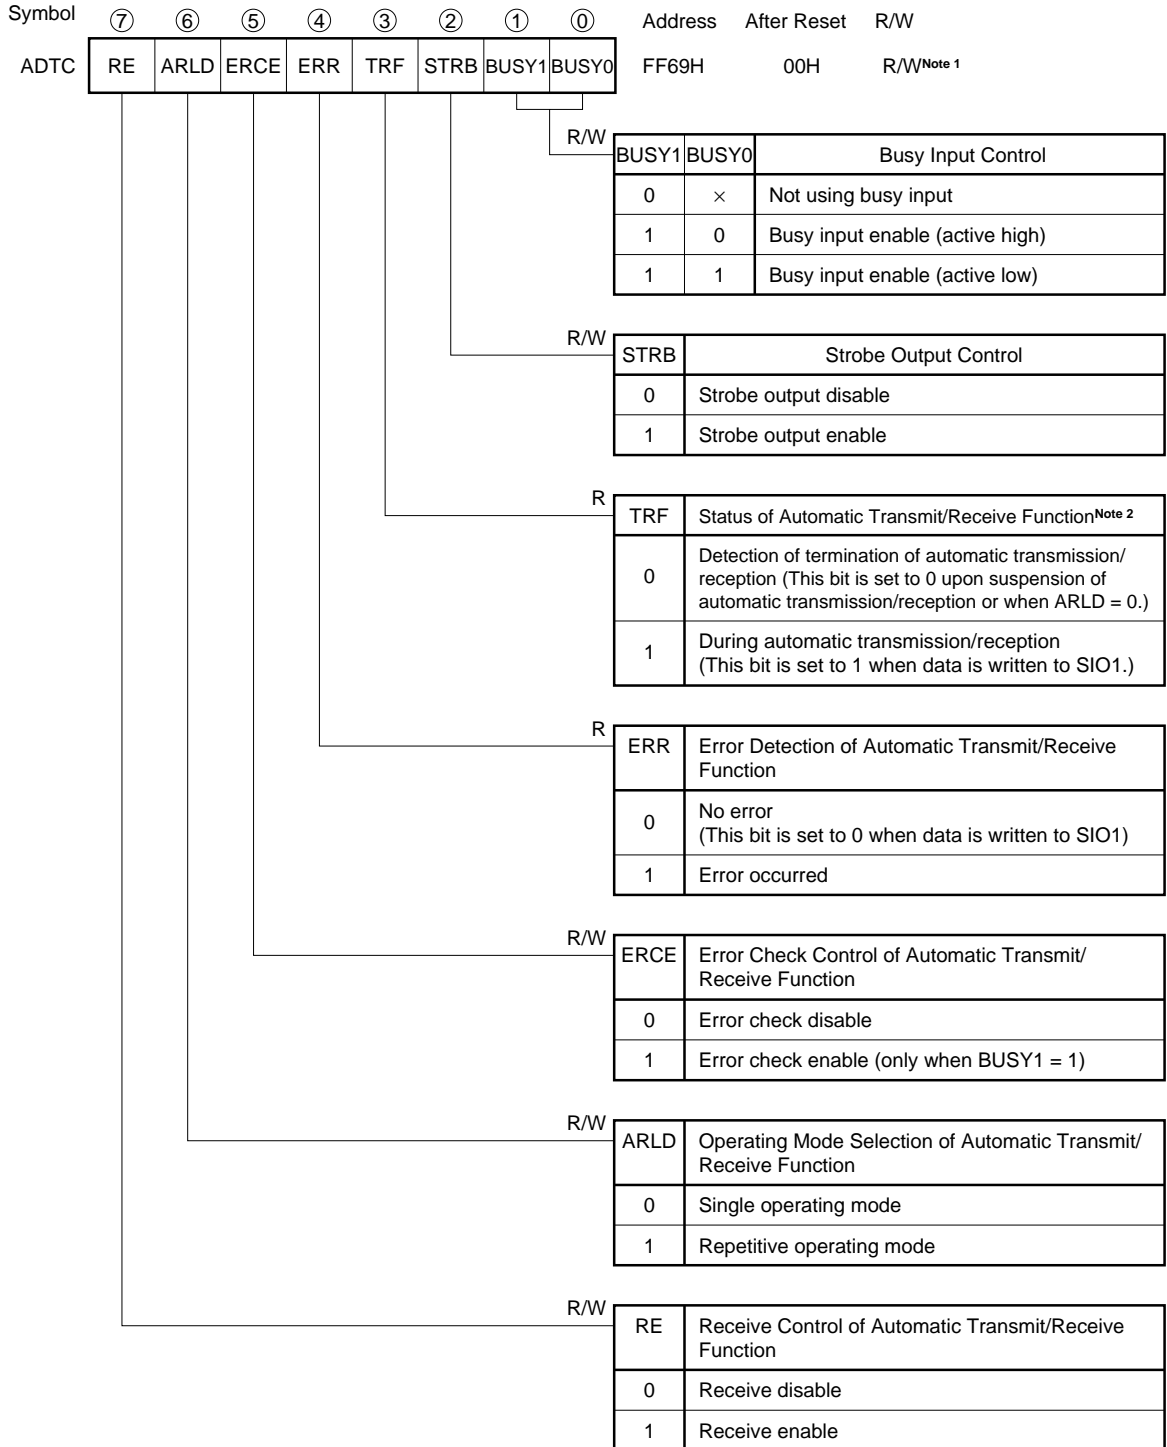 Symbol ⑦ ⑥ ⑤ ④ ③ ② ① ⓪ Address After Reset R/W
ADTC RE ARLD ERCE ERR TRF STRB BUSY1 BUSY0 FF69H 00H R/W Note 1
R/W
BUSY1 BUSY0 Busy Input Control
0 × Not using busy input
1 0 Busy input enable (active high)
1 1 Busy input enable (active low)
R/W
STRB Strobe Output Control
0 Strobe output disable
1 Strobe output enable
R
TRF Status of Automatic Transmit/Receive Function Note 2
0 Detection of termination of automatic transmission/
reception (This bit is set to 0 upon suspension of
automatic transmission/reception or when ARLD = 0.)
1 During automatic transmission/reception
(This bit is set to 1 when data is written to SIO1.)
R
ERR Error Detection of Automatic Transmit/Receive
Function
0 No error
(This bit is set to 0 when data is written to SIO1)
1 Error occurred
R/W
ERCE Error Check Control of Automatic Transmit/
Receive Function
0 Error check disable
1 Error check enable (only when BUSY1 = 1)
R/W
ARLD Operating Mode Selection of Automatic Transmit/
Receive Function
0 Single operating mode
1 Repetitive operating mode
R/W
RE Receive Control of Automatic Transmit/Receive
Function
0 Receive disable
1 Receive enable